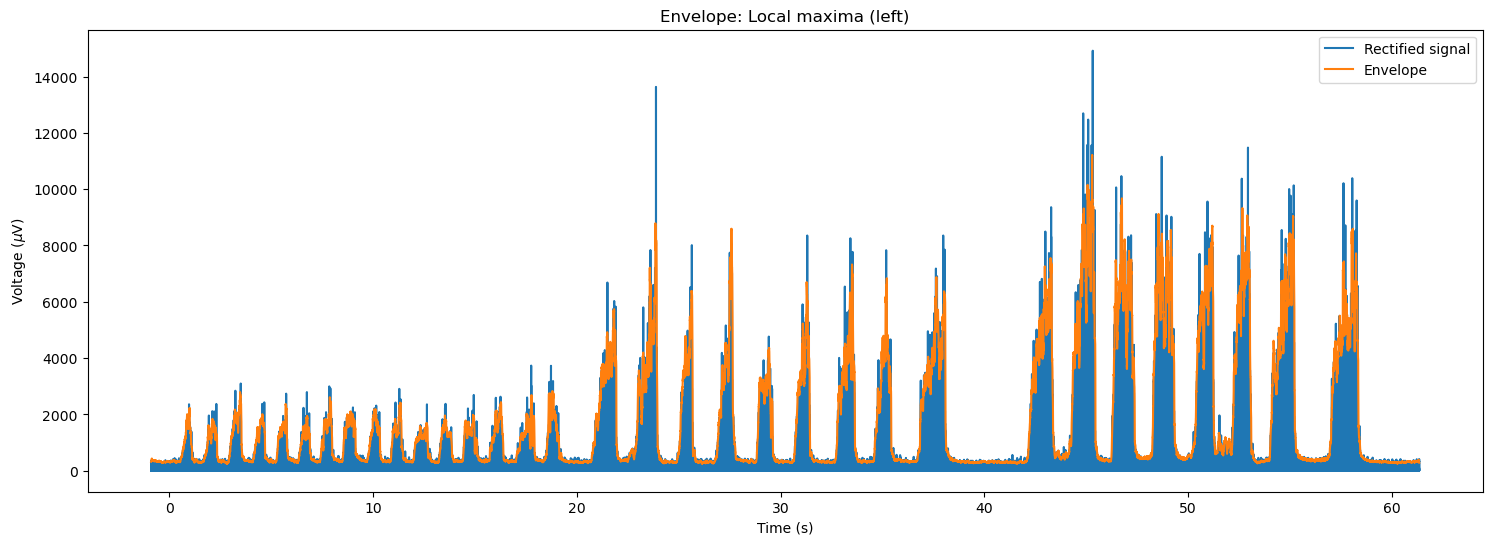 Envelope: Local maxima (left)
Rectified signal
Envelope
Voltage (μV)
14000
12000
10000
8000
6000
4000
2000
0
0 10 20 30 40 50 60
Time (s)